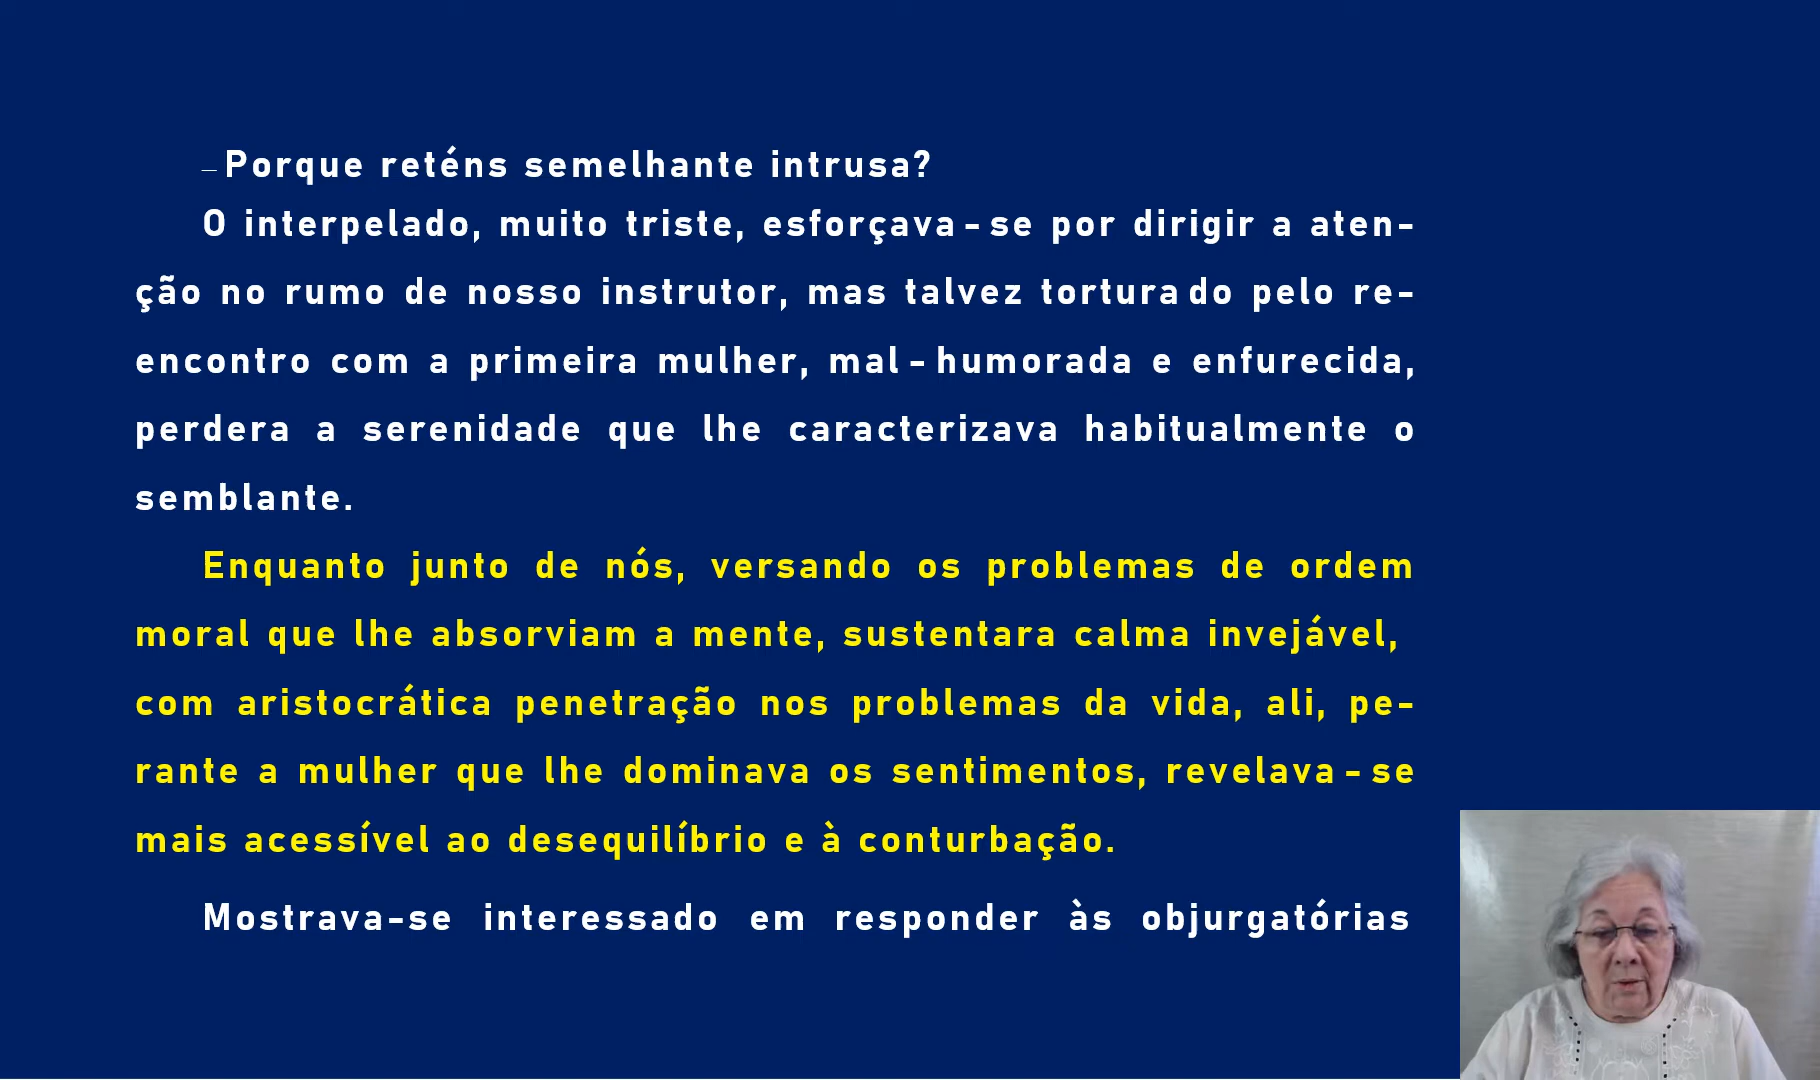 – Porque reténs semelhante intrusa?
O interpelado, muito triste, esforçava-se por dirigir a aten-
ção no rumo de nosso instrutor, mas talvez torturado pelo re-
encontro com a primeira mulher, mal-humorada e enfurecida,
perdera a serenidade que lhe caracterizava habitualmente o
semblante.
Enquanto junto de nós, versando os problemas de ordem
moral que lhe absorviam a mente, sustentara calma invejável,
com aristocrática penetração nos problemas da vida, ali, pe-
rante a mulher que lhe dominava os sentimentos, revelava-se
mais acessível ao desequilíbrio e à conturbação.
Mostrava-se interessado em responder às objurgatórias